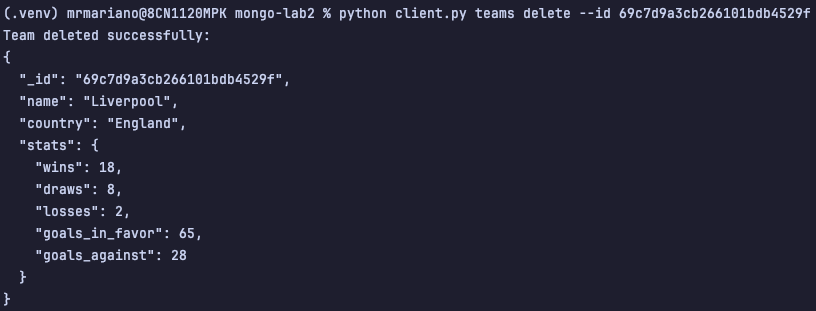 (.venv) mrmariano@8CN1120MPK mongo-lab2 % python client.py teams delete --id 69c7d9a3cb266101bdb4529f
Team deleted successfully:
{
  "_id": "69c7d9a3cb266101bdb4529f",
  "name": "Liverpool",
  "country": "England",
  "stats": {
    "wins": 18,
    "draws": 8,
    "losses": 2,
    "goals_in_favor": 65,
    "goals_against": 28
  }
}